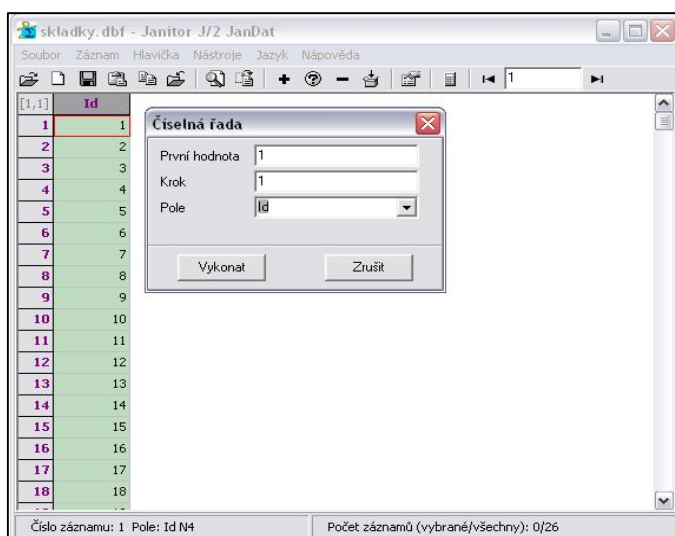 skladky.dbf - Janitor J/2 JanDat
Soubor Záznam Hlavička Nástroje Jazyk Nápověda
1
[1,1] Id
1 1
2 2
3 3
4 4
5 5
6 6
7 7
8 8
9 9
10 10
11 11
12 12
13 13
14 14
15 15
16 16
17 17
18 18
Číselná řada
První hodnota 1
Krok 1
Pole Id
Vykonat Zrušit
Číslo záznamu: 1 Pole: Id N4 Počet záznamů (vybrané/všechny): 0/26